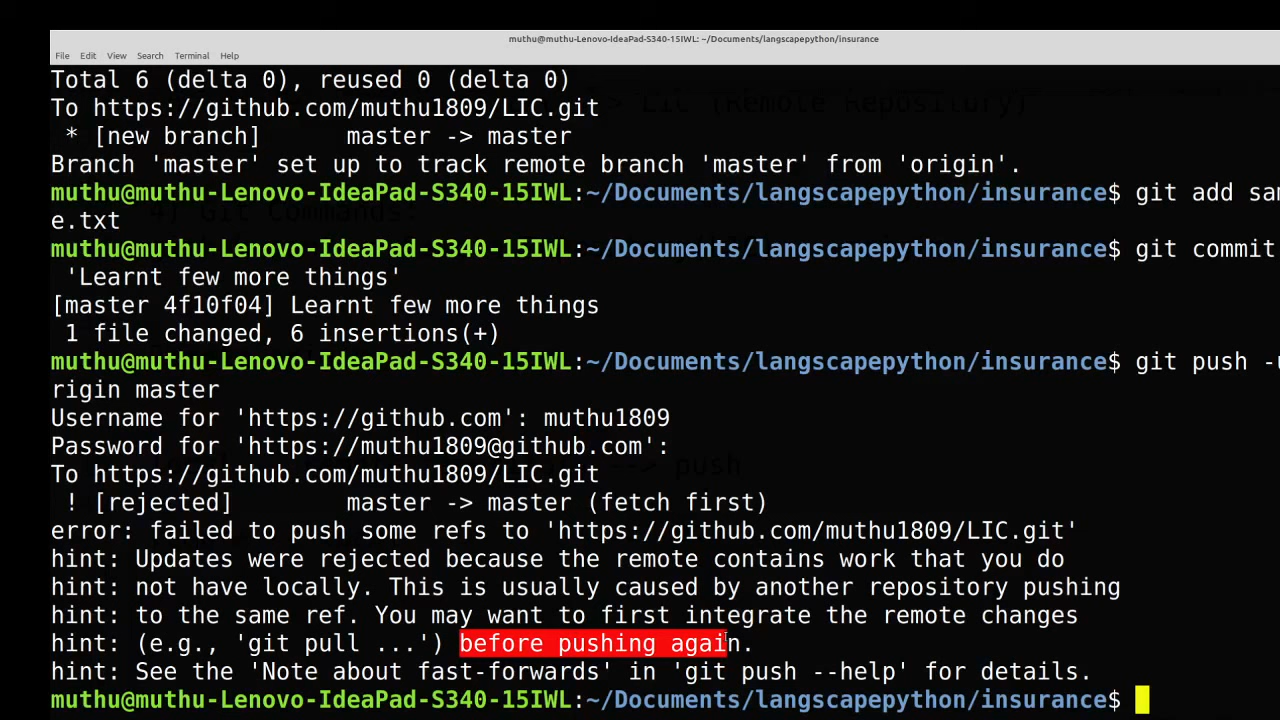 muthu@muthu-Lenovo-IdeaPad-S340-15IWL: ~/Documents/langscapepython/insurance
File Edit View Search Help
Total 6 (delta 0), reused 0 (delta 0)
To https://github.com/muthu1809/LIC.git
 * [new branch]      master -> master
Branch 'master' set up to track remote branch 'master' from 'origin'.
muthu@muthu-Lenovo-IdeaPad-S340-15IWL:~/Documents/langscapepython/insurance$ git add sam
e.txt
muthu@muthu-Lenovo-IdeaPad-S340-15IWL:~/Documents/langscapepython/insurance$ git commit
 'Learnt few more things'
[master 4f10f04] Learnt few more things
 1 file changed, 6 insertions(+)
muthu@muthu-Lenovo-IdeaPad-S340-15IWL:~/Documents/langscapepython/insurance$ git push -u
rigin master
Username for 'https://github.com': muthu1809
Password for 'https://muthu1809@github.com':
To https://github.com/muthu1809/LIC.git
 ! [rejected]        master -> master (fetch first)
error: failed to push some refs to 'https://github.com/muthu1809/LIC.git'
hint: Updates were rejected because the remote contains work that you do
hint: not have locally. This is usually caused by another repository pushing
hint: to the same ref. You may want to first integrate the remote changes
hint: (e.g., 'git pull ...') before pushing again.
hint: See the 'Note about fast-forwards' in 'git push --help' for details.
muthu@muthu-Lenovo-IdeaPad-S340-15IWL:~/Documents/langscapepython/insurance$
-> LIC (Remote Repository)
4) Git Commands:
--> push